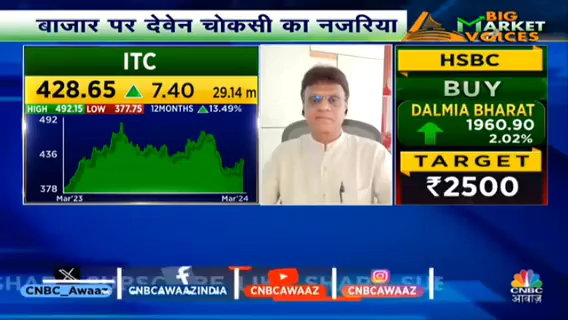 बाजार पर देवेन चोकसी का नजरिया
BIG
MARKET
VOICES
ITC
428.65 7.40 29.14 m
HIGH 492.15 LOW 377.75 12MONTHS 13.49%
492
436
378
Mar'23 Mar'24
HSBC
BUY
DALMIA BHARAT
1960.90
2.02%
TARGET
₹2500
CNBC_Awaaz
CNBCAWAAZINDIA
CNBCAWAAZ
CNBCAWAAZ
CNBC
आवाज़